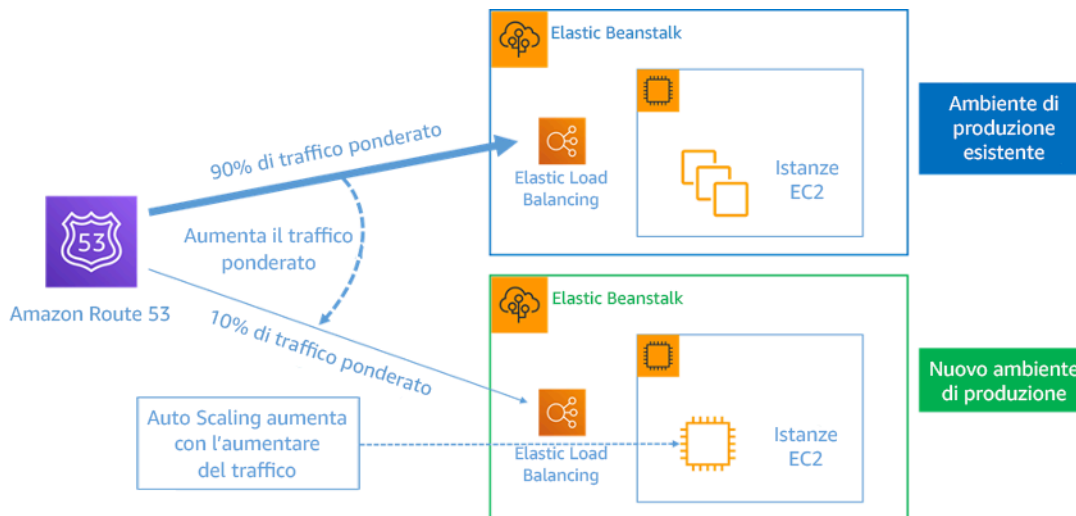 Elastic Beanstalk
90% di traffico ponderato
Elastic Load
Balancing
Istanze
EC2
Ambiente di
produzione
esistente
53
Amazon Route 53
Aumenta il traffico
ponderato
10% di traffico ponderato
Elastic Beanstalk
Auto Scaling aumenta
con l'aumentare
del traffico
Elastic Load
Balancing
Istanze
EC2
Nuovo ambiente
di produzione